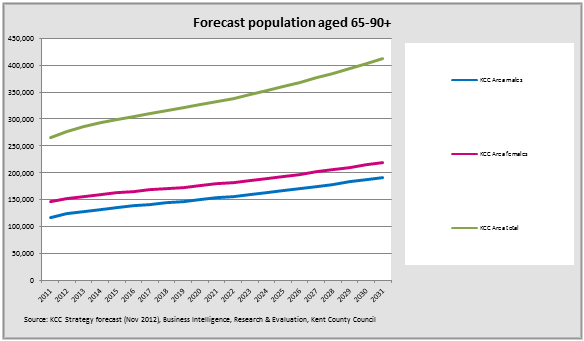 Forecast population aged 65-90+
450,000
400,000
350,000
300,000
250,000
200,000
150,000
100,000
50,000
0
2011 2012 2013 2014 2015 2016 2017 2018 2019 2020 2021 2022 2023 2024 2025 2026 2027 2028 2029 2030 2031
KCC Area males
KCC Area females
KCC Area total
Source: KCC Strategy forecast (Nov 2012), Business Intelligence, Research & Evaluation, Kent County Council